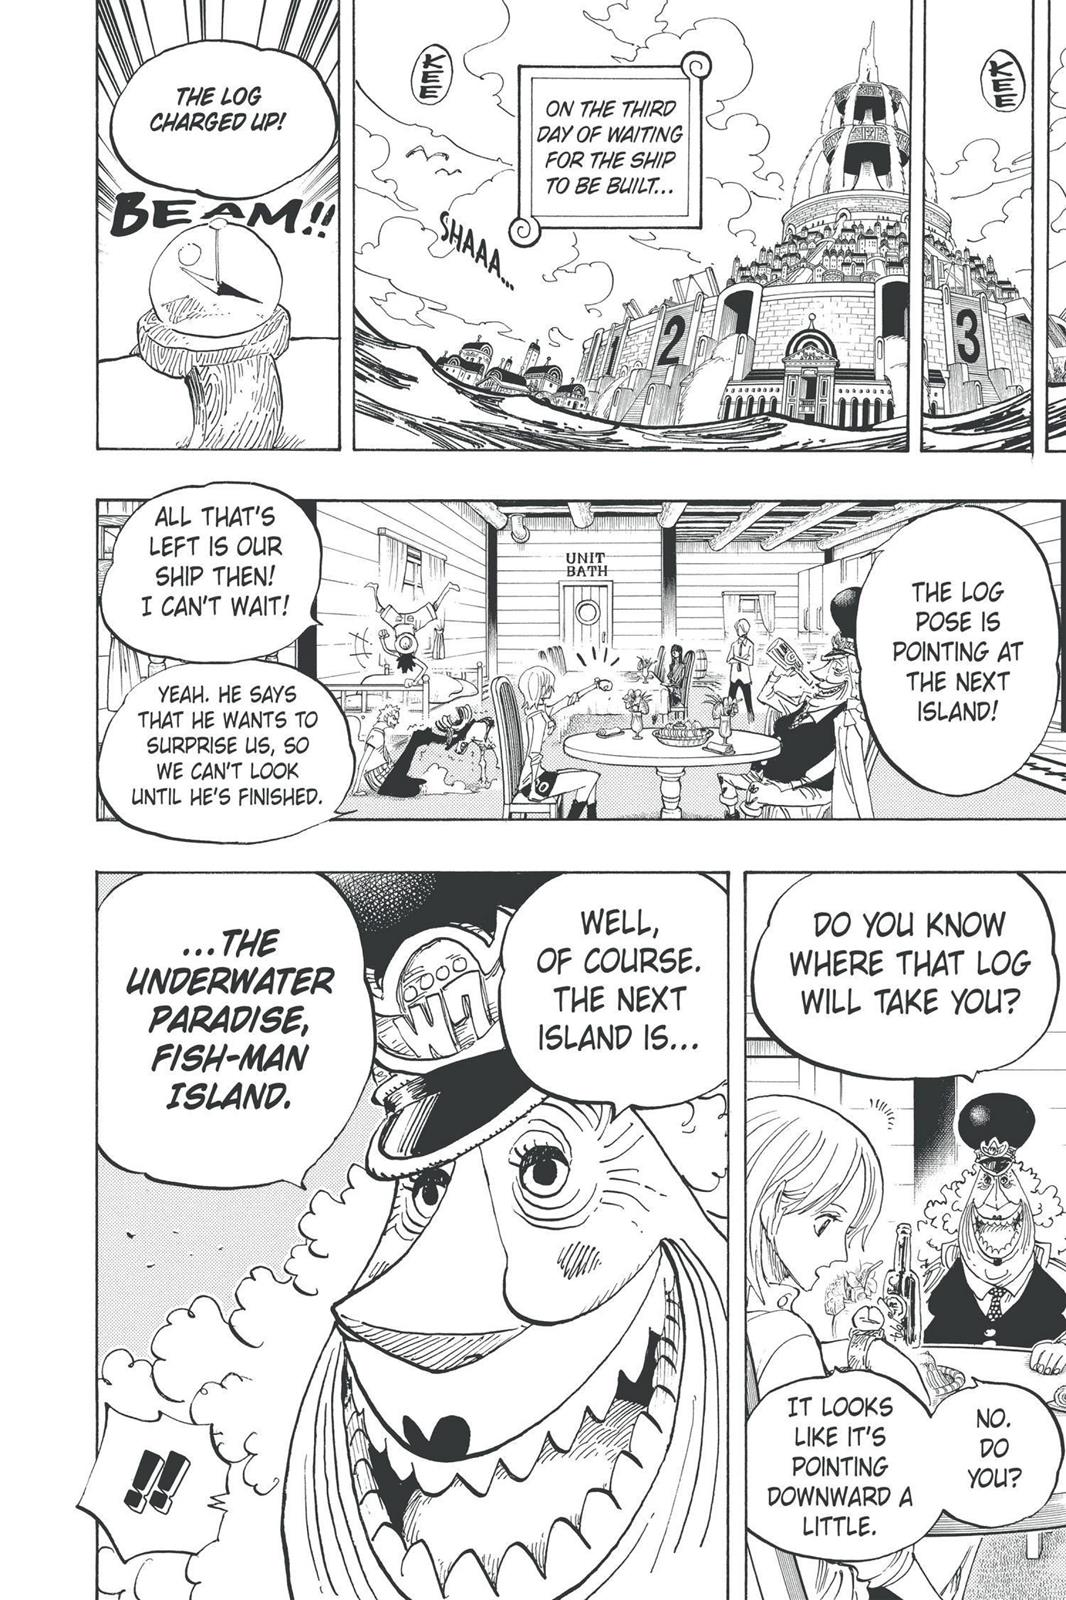 KEE
ON THE THIRD
DAY OF WAITING
FOR THE SHIP
TO BE BUILT...
KEE
SHAAA...
2
3
THE LOG
CHARGED UP!
BEAM!!
THE LOG
POSE IS
POINTING AT
THE NEXT
ISLAND!
UNIT
BATH
ALL THAT'S
LEFT IS OUR
SHIP THEN!
I CAN'T WAIT!
YEAH. HE SAYS
THAT HE WANTS TO
SURPRISE US, SO
WE CAN'T LOOK
UNTIL HE'S FINISHED.
DO YOU KNOW
WHERE THAT LOG
WILL TAKE YOU?
NO.
DO
YOU?
IT LOOKS
LIKE IT'S
POINTING
DOWNWARD A
LITTLE.
WELL,
OF COURSE.
THE NEXT
ISLAND IS...
...THE
UNDERWATER
PARADISE,
FISH-MAN
ISLAND.
!!